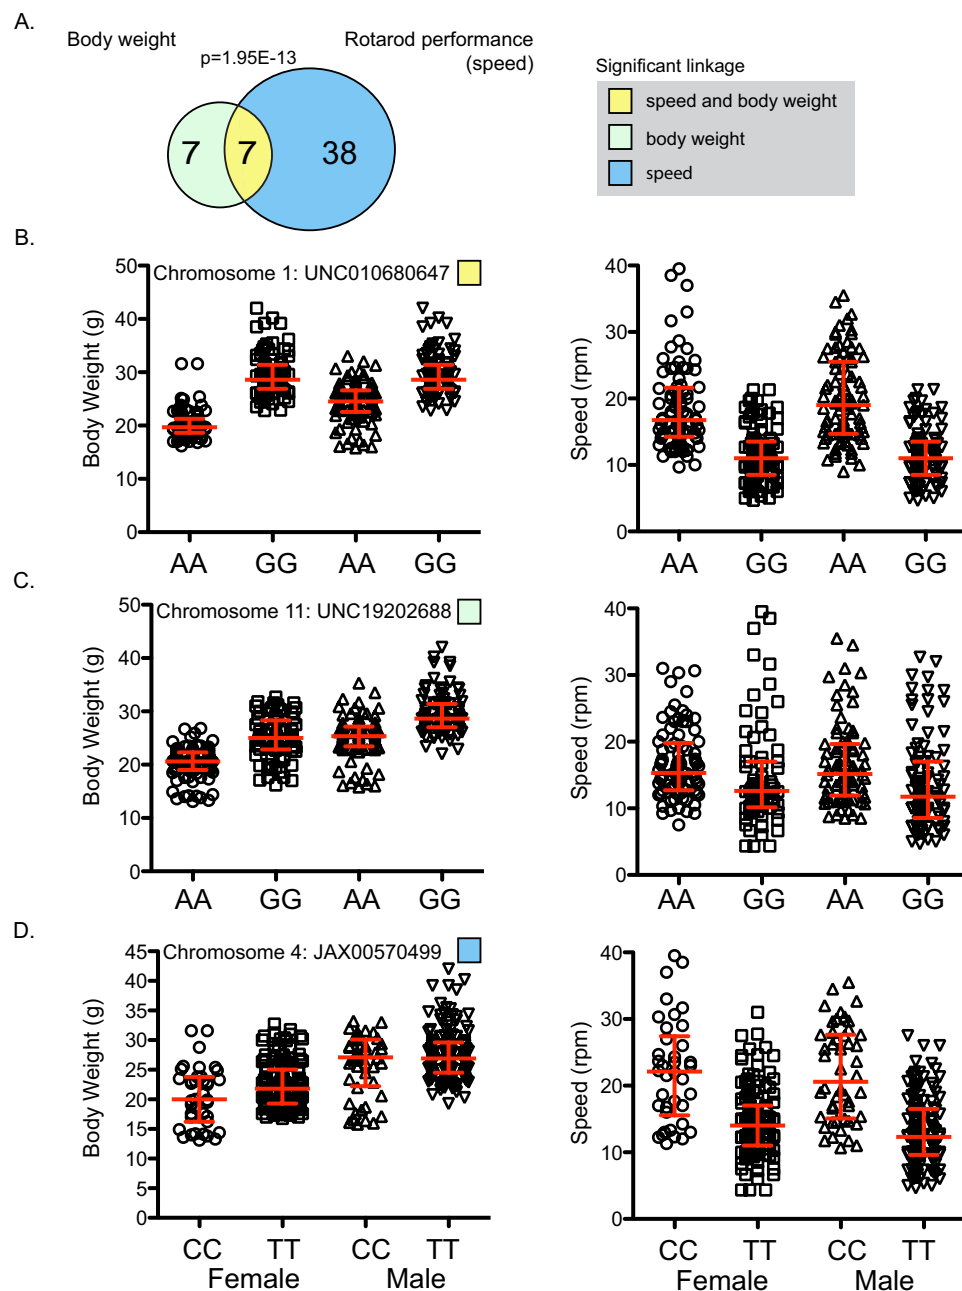 A.
Body weight
p=1.95E-13
Rotarod performance
(speed)
7
7
38
Significant linkage
speed and body weight
body weight
speed
B.
Chromosome 1: UNC010680647
Body Weight (g)
50
40
30
20
10
0
AA GG AA GG
Speed (rpm)
40
30
20
10
0
AA GG AA GG
C.
Chromosome 11: UNC19202688
Body Weight (g)
50
40
30
20
10
0
AA GG AA GG
Speed (rpm)
40
30
20
10
0
AA GG AA GG
D.
Chromosome 4: JAX00570499
Body Weight (g)
45
40
35
30
25
20
15
10
5
0
CC TT CC TT
Female Male
Speed (rpm)
40
30
20
10
0
CC TT CC TT
Female Male